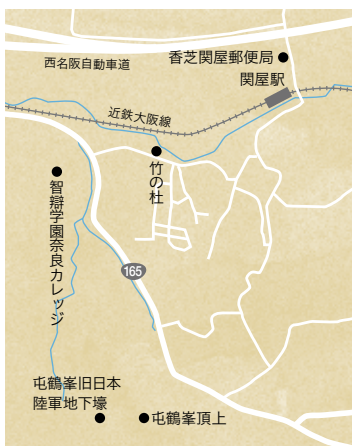 西名阪自動車道
香芝関屋郵便局
関屋駅
近鉄大阪線
竹の杜
智辯学園奈良カレッジ
165
屯鶴峯旧日本
陸軍地下壕
屯鶴峯頂上